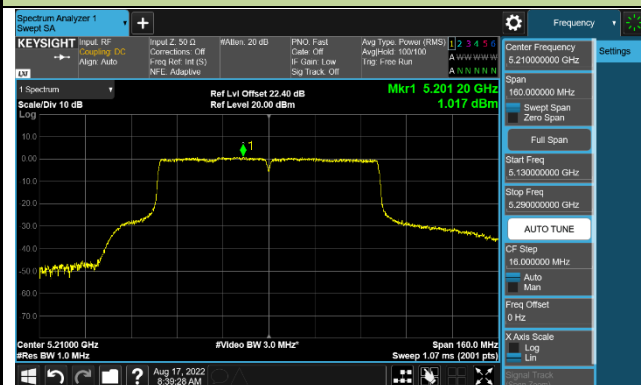 Spectrum Analyzer 1
Swept SA
Frequency
KEYSIGHT
Input: RF
Coupling: DC
Align: Auto
Input Z: 50 Ω
Corrections: Off
Freq Ref: Int (S)
NFE: Adaptive
#Atten: 20 dB
PNO: Fast
Gate: Off
IF Gain: Low
Sig Track: Off
Avg Type: Power (RMS)
Avg|Hold: 100/100
Trig: Free Run
1 2 3 4 5 6
A W W W W W
A N N N N N
LXI
1 Spectrum
Scale/Div 10 dB
Log
Ref Lvl Offset 22.40 dB
Ref Level 20.00 dBm
Mkr1 5.201 20 GHz
1.017 dBm
10.0
0.00
10.0
20.0
30.0
40.0
50.0
60.0
70.0
1
Center 5.21000 GHz
#Res BW 1.0 MHz
#Video BW 3.0 MHz*
Span 160.0 MHz
Sweep 1.07 ms (2001 pts)
Center Frequency
5.210000000 GHz
Settings
Span
160.000000 MHz
Swept Span
Zero Span
Full Span
Start Freq
5.130000000 GHz
Stop Freq
5.290000000 GHz
AUTO TUNE
CF Step
16.000000 MHz
Auto
Man
Freq Offset
0 Hz
X Axis Scale
Log
Lin
Signal Track
Aug 17, 2022
8:39:28 AM